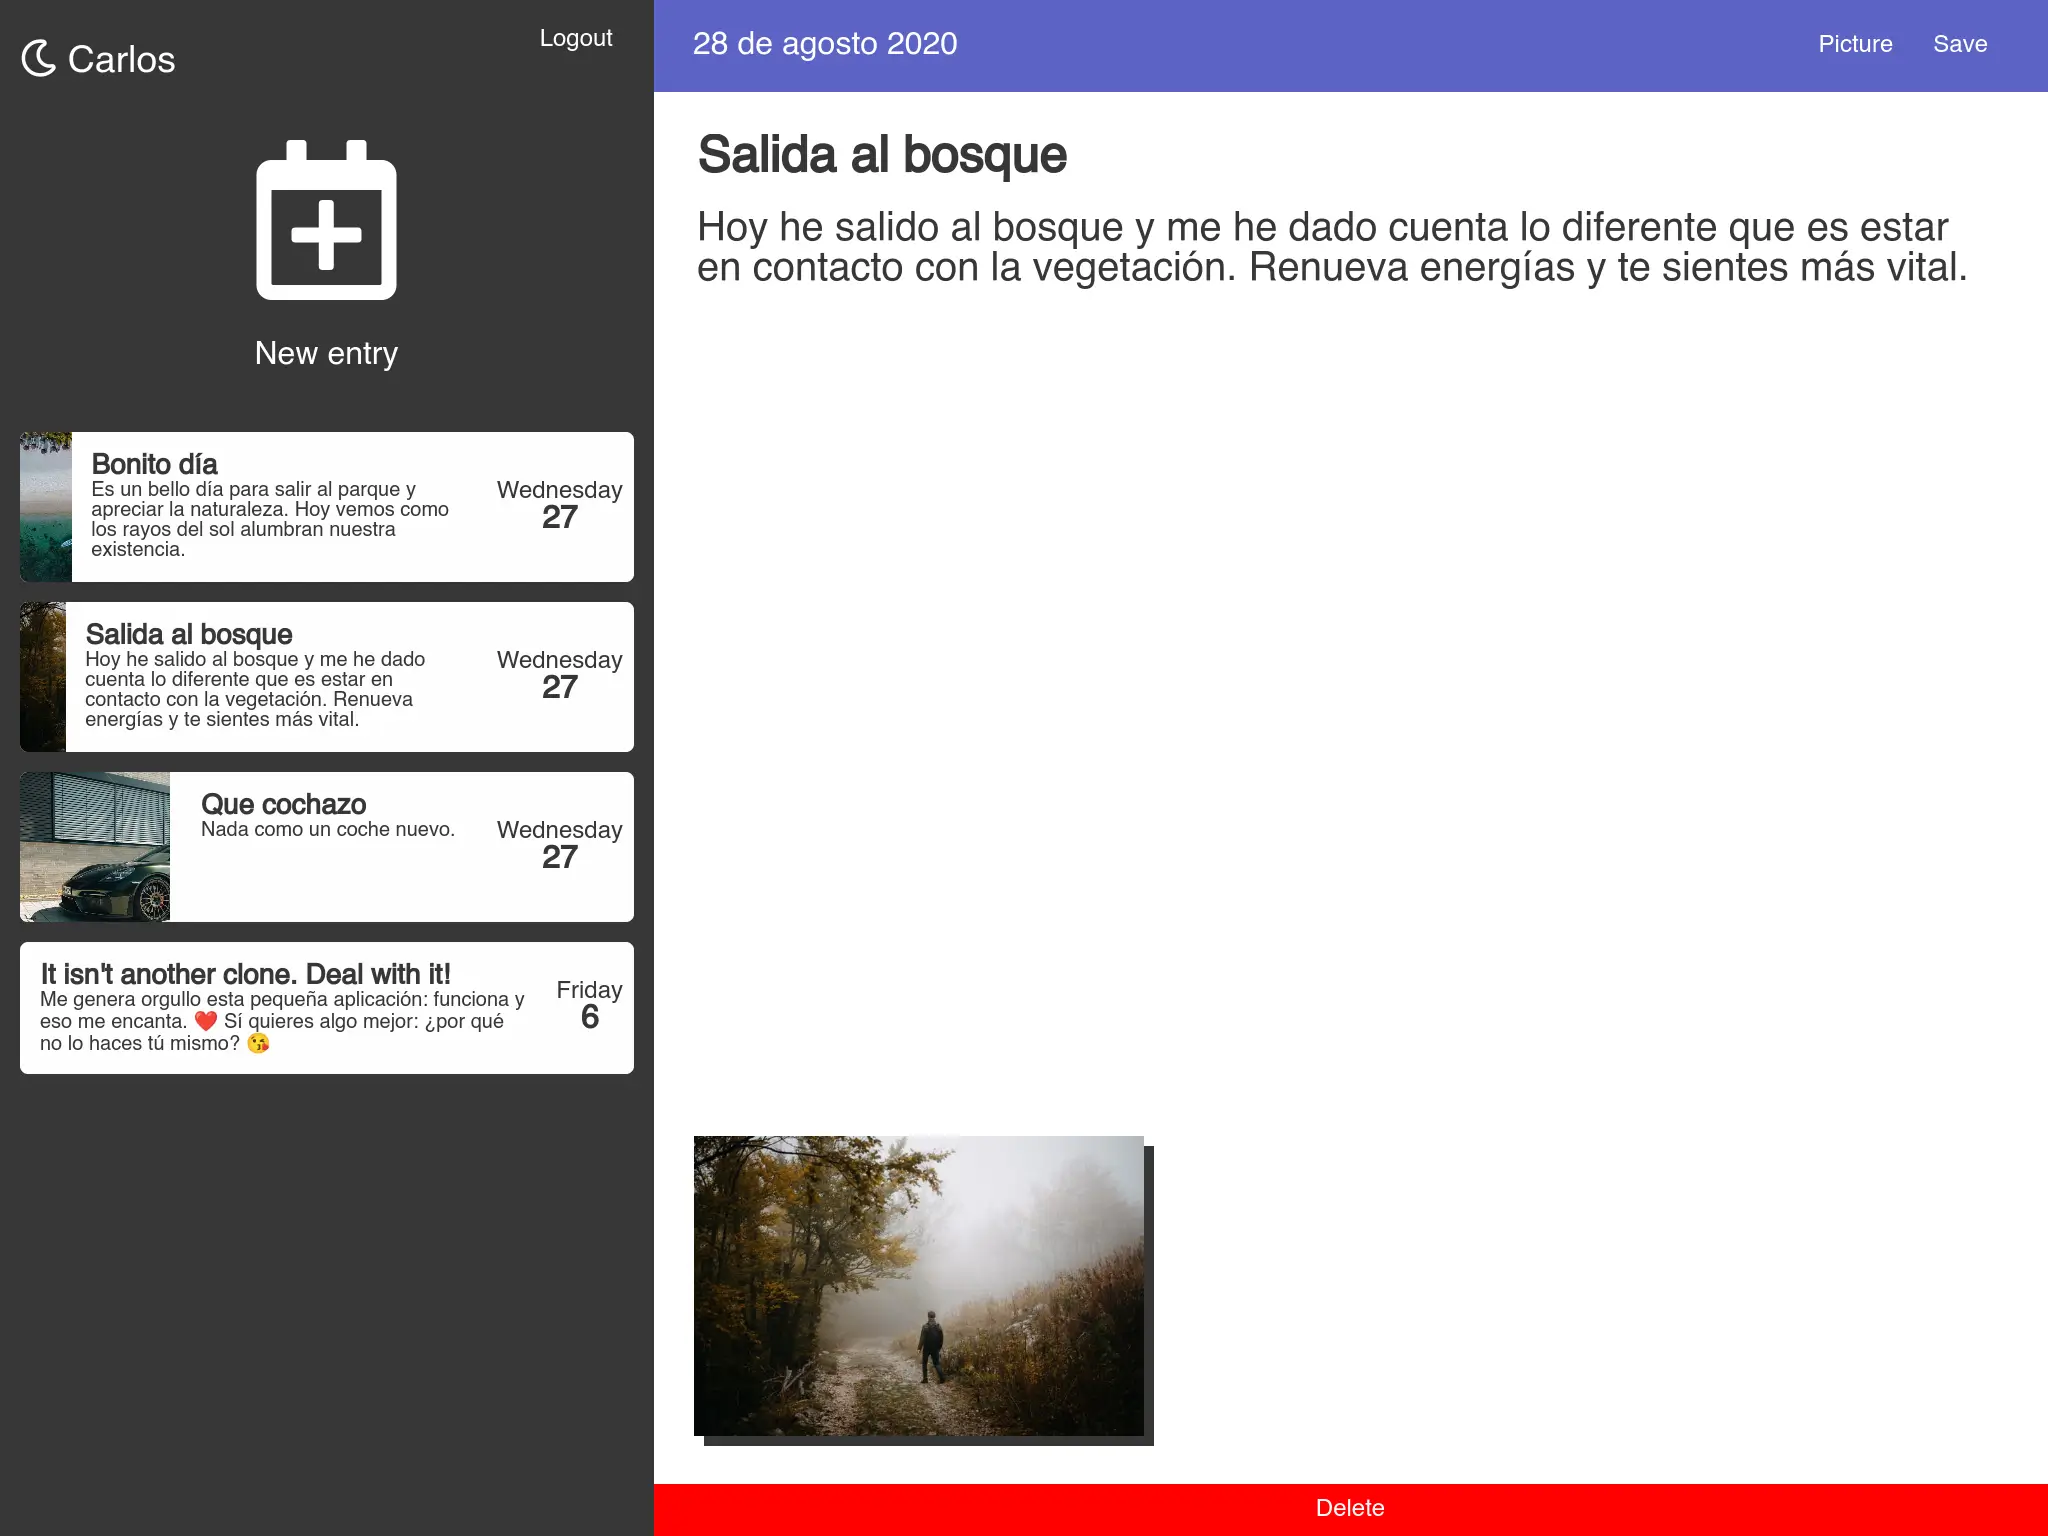 Carlos
Logout
New entry
Bonito día
Es un bello día para salir al parque y
apreciar la naturaleza. Hoy vemos como
los rayos del sol alumbran nuestra
existencia.
Wednesday
27
Salida al bosque
Hoy he salido al bosque y me he dado
cuenta lo diferente que es estar en
contacto con la vegetación. Renueva
energías y te sientes más vital.
Wednesday
27
Que cochazo
Nada como un coche nuevo.
Wednesday
27
It isn't another clone. Deal with it!
Me genera orgullo esta pequeña aplicación: funciona y
eso me encanta. ❤️ Sí quieres algo mejor: ¿por qué
no lo haces tú mismo? 😘
Friday
6
28 de agosto 2020
Picture
Save
Salida al bosque
Hoy he salido al bosque y me he dado cuenta lo diferente que es estar
en contacto con la vegetación. Renueva energías y te sientes más vital.
Delete